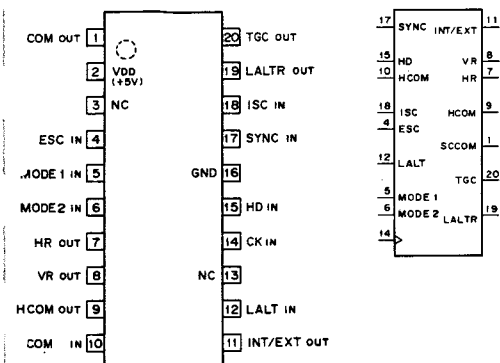 COM OUT 1
2 VDD (+5V)
3 NC
ESC IN 4
MODE1 IN 5
MODE2 IN 6
HR OUT 7
VR OUT 8
HCOM OUT 9
COM IN 10
20 TGC OUT
19 LALTR OUT
18 ISC IN
17 SYNC IN
GND 16
15 HD IN
14 CK IN
NC 13
12 LALT IN
11 INT/EXT OUT
17 SYNC
15 HD
10 HCOM
18 ISC
4 ESC
12 LALT
5 MODE 1
6 MODE2
14
INT/EXT 11
VR 8
HR 7
HCOM 9
SCCOM 1
TGC 20
LALTR 19